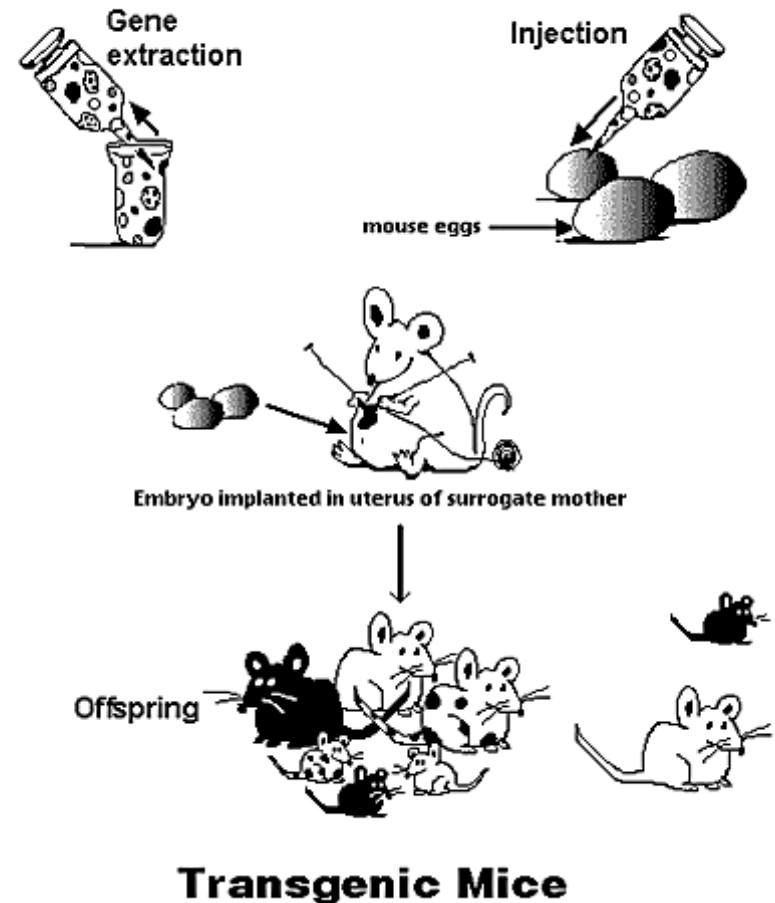 Gene
extraction
Injection
mouse eggs
Embryo implanted in uterus of surrogate mother
Offspring
Transgenic Mice